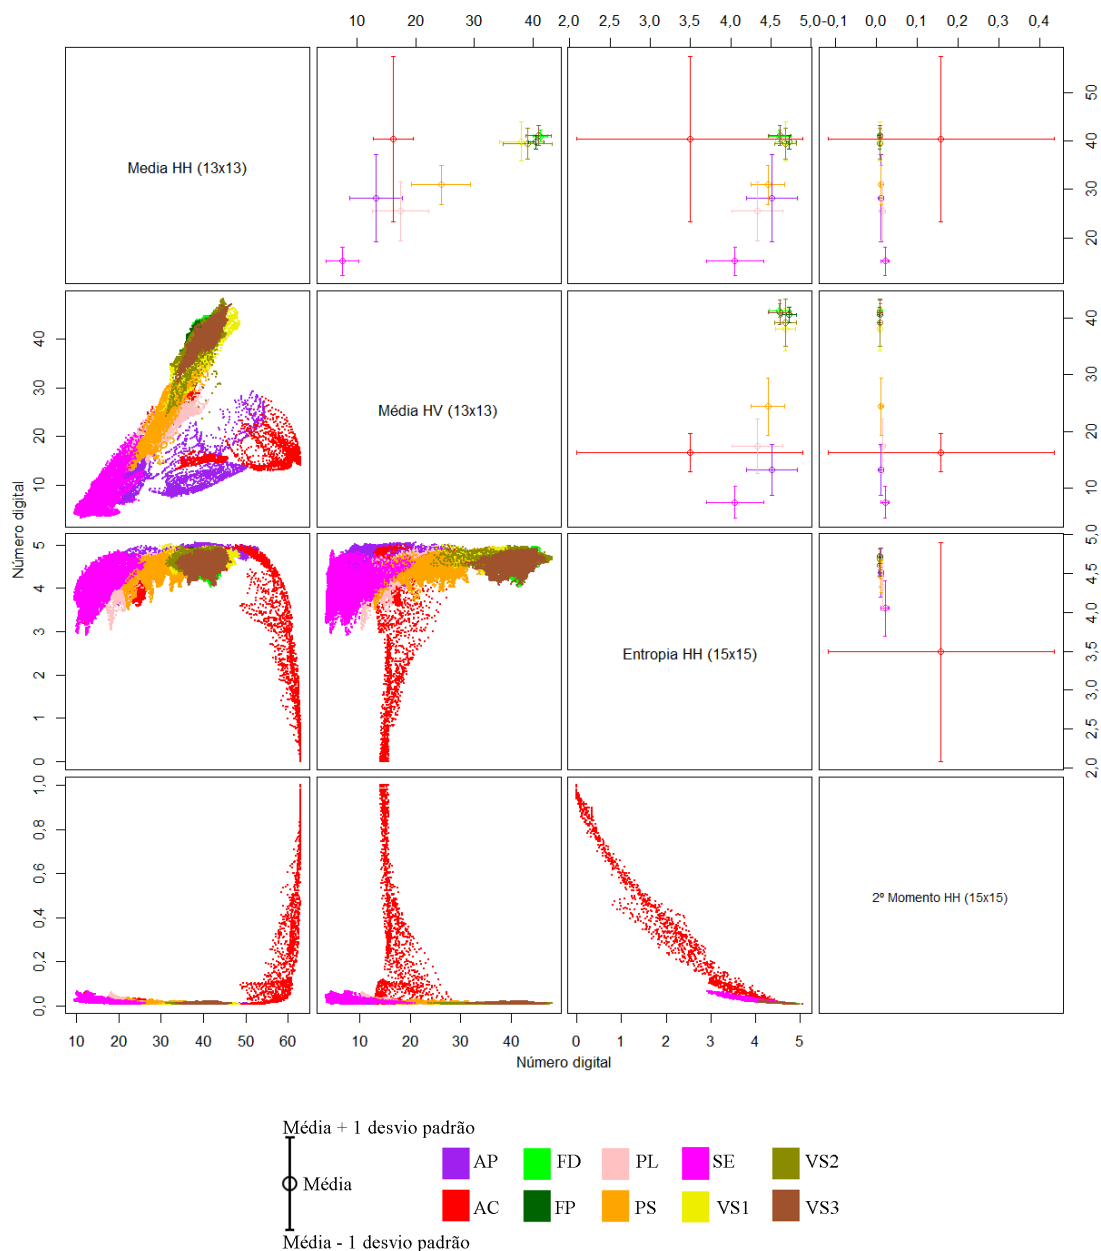 10 20 30 40 2,0 3,5 4,0 4,5 5,0 -0,1 0,0 0,1 0,2 0,3 0,4
Media HH (13x13)
50
40
30
20
Número digital
40
30
20
10
Média HV (13x13)
40
30
20
10
5
4
3
2
1
0
Entropia HH (15x15)
5,0
5,0
4,5
4,0
3,5
3,0
2,5
2,0
1,0
0,8
0,6
0,4
0,2
0,0
2º Momento HH (15x15)
10 20 30 40 50 60 10 20 30 40 0 1 2 3 4 5
Número digital
Média + 1 desvio padrão
Média
Média - 1 desvio padrão
AP FD PL SE VS2
AC FP PS VS1 VS3